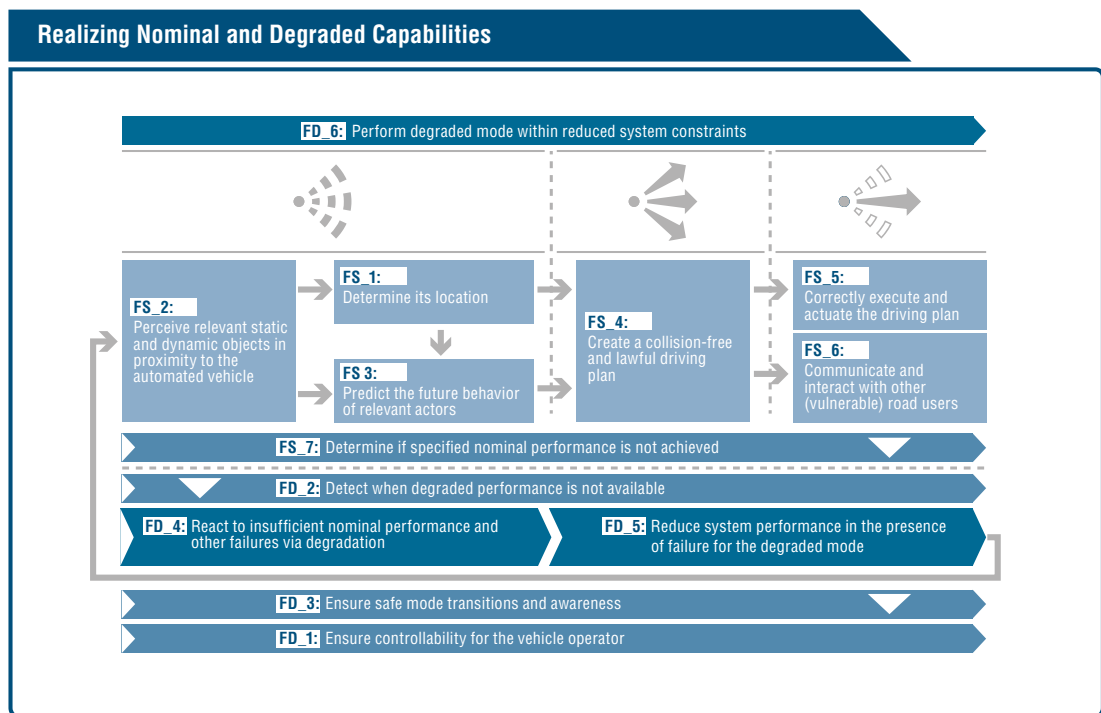 Realizing Nominal and Degraded Capabilities
FD_6: Perform degraded mode within reduced system constraints
FS_2:
Perceive relevant static
and dynamic objects in
proximity to the
automated vehicle
FS_1:
Determine its location
FS 3:
Predict the future behavior
of relevant actors
FS_4:
Create a collision-free
and lawful driving
plan
FS_5:
Correctly execute and
actuate the driving plan
FS_6:
Communicate and
interact with other
(vulnerable) road users
FS_7: Determine if specified nominal performance is not achieved
FD_2: Detect when degraded performance is not available
FD_4: React to insufficient nominal performance and
other failures via degradation
FD_5: Reduce system performance in the presence
of failure for the degraded mode
FD_3: Ensure safe mode transitions and awareness
FD_1: Ensure controllability for the vehicle operator